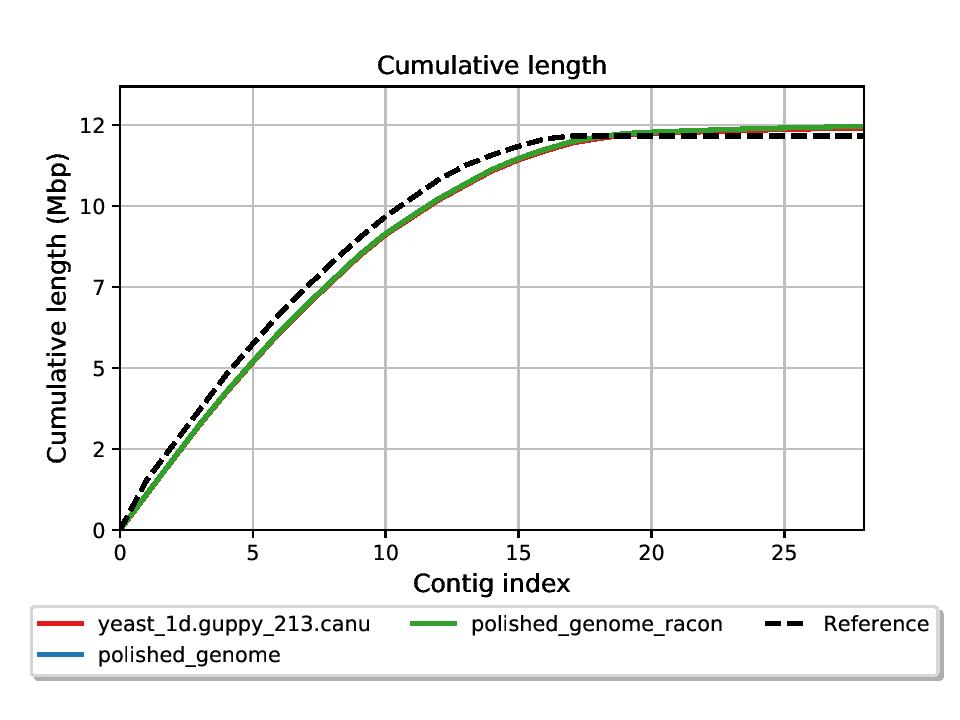 Cumulative length
Cumulative length (Mbp)
12
10
7
5
2
0
0 5 10 15 20 25
Contig index
yeast_1d.guppy_213.canu polished_genome_racon Reference
polished_genome